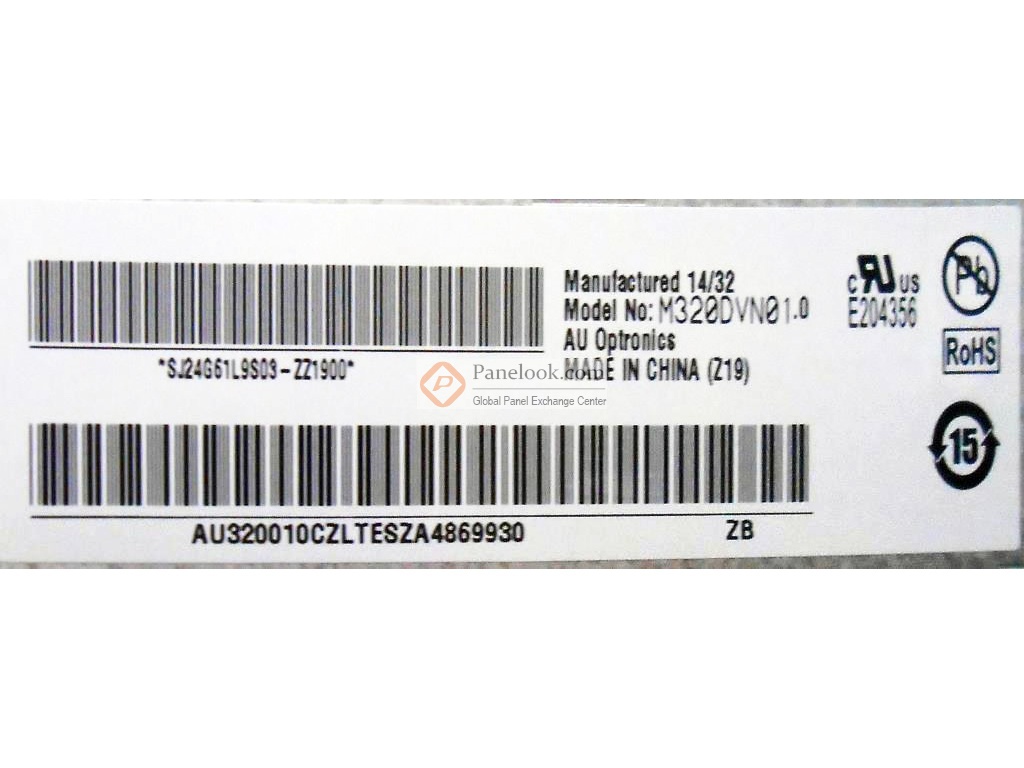 Manufactured 14/32
Model No: M320DVN01.0
AU Optronics
MADE IN CHINA (Z19)
*SJ24G61L9S03-ZZ1900*
Panelook.com
Global Panel Exchange Center
c RU US
E204356
Pb
RoHS
15
AU320010CZLTESZA4869930 ZB